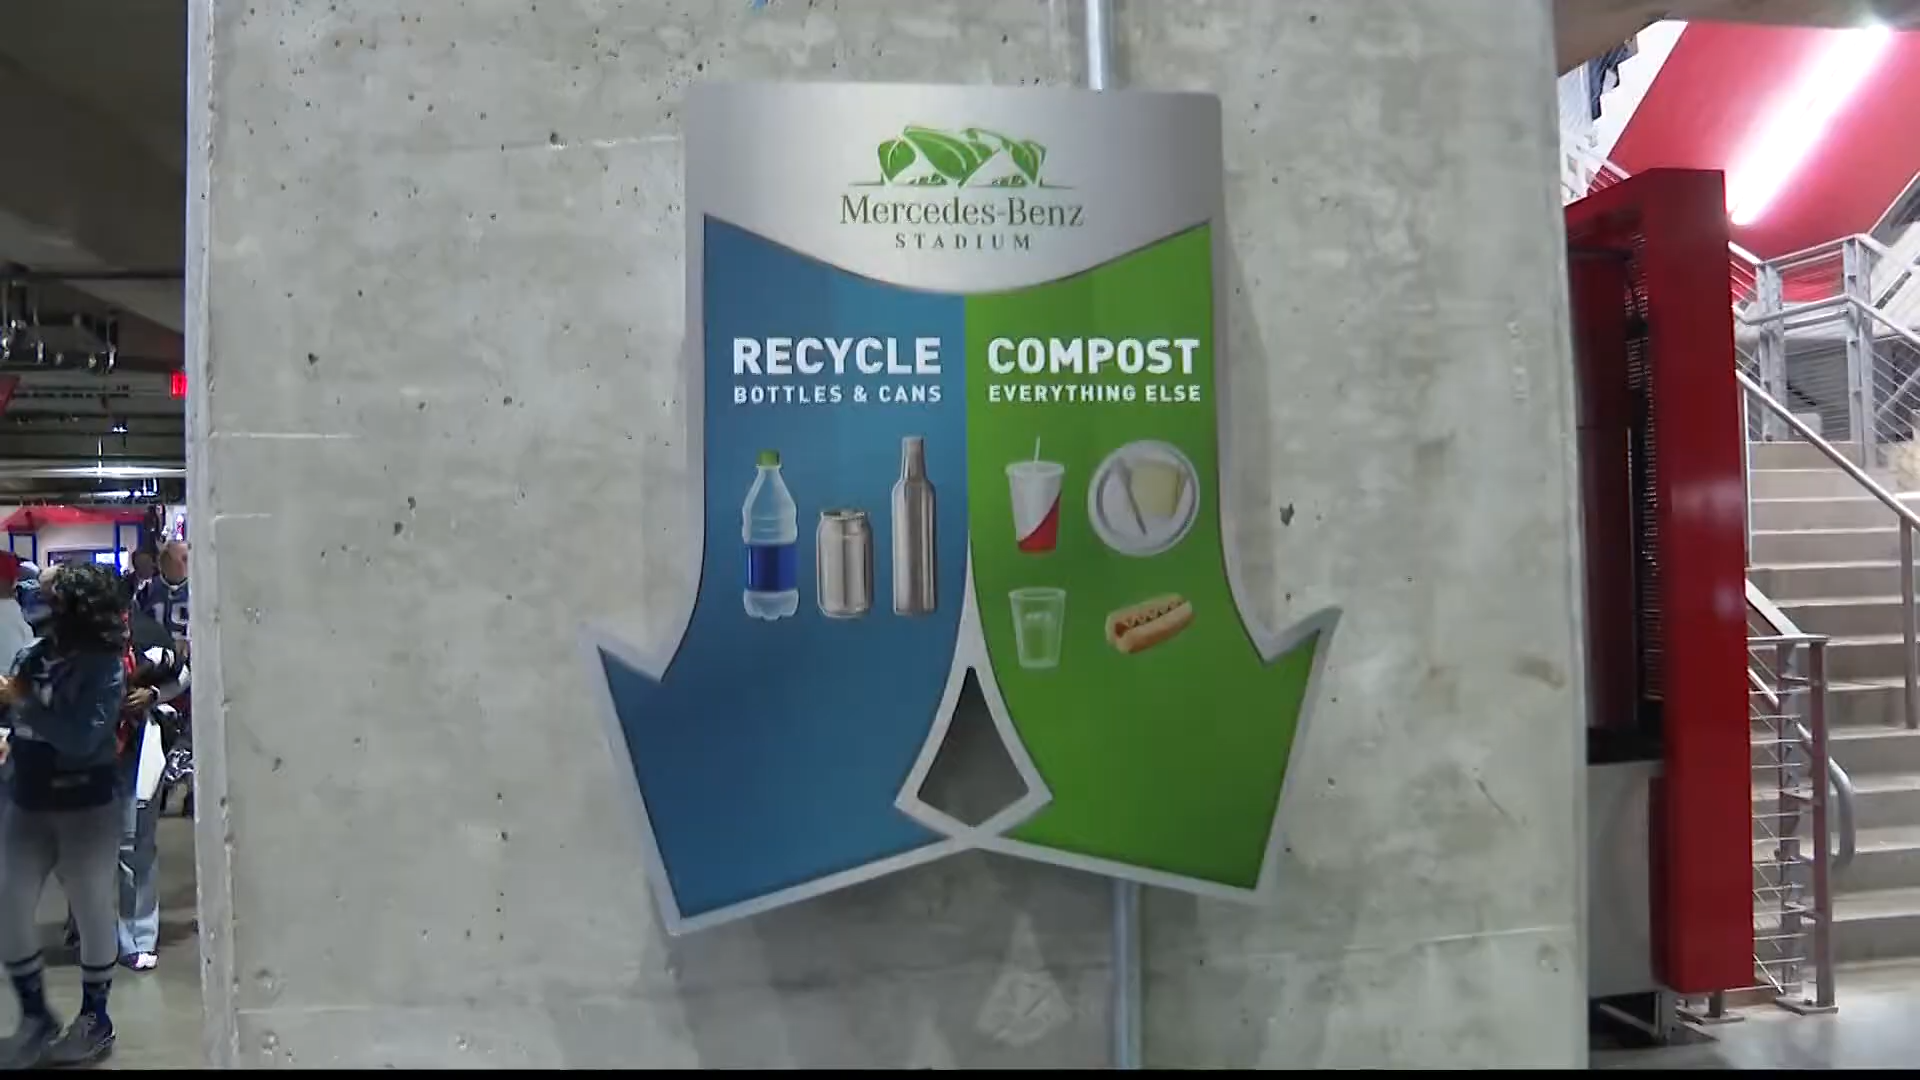 Mercedes-Benz
STADIUM
RECYCLE
BOTTLES & CANS
COMPOST
EVERYTHING ELSE